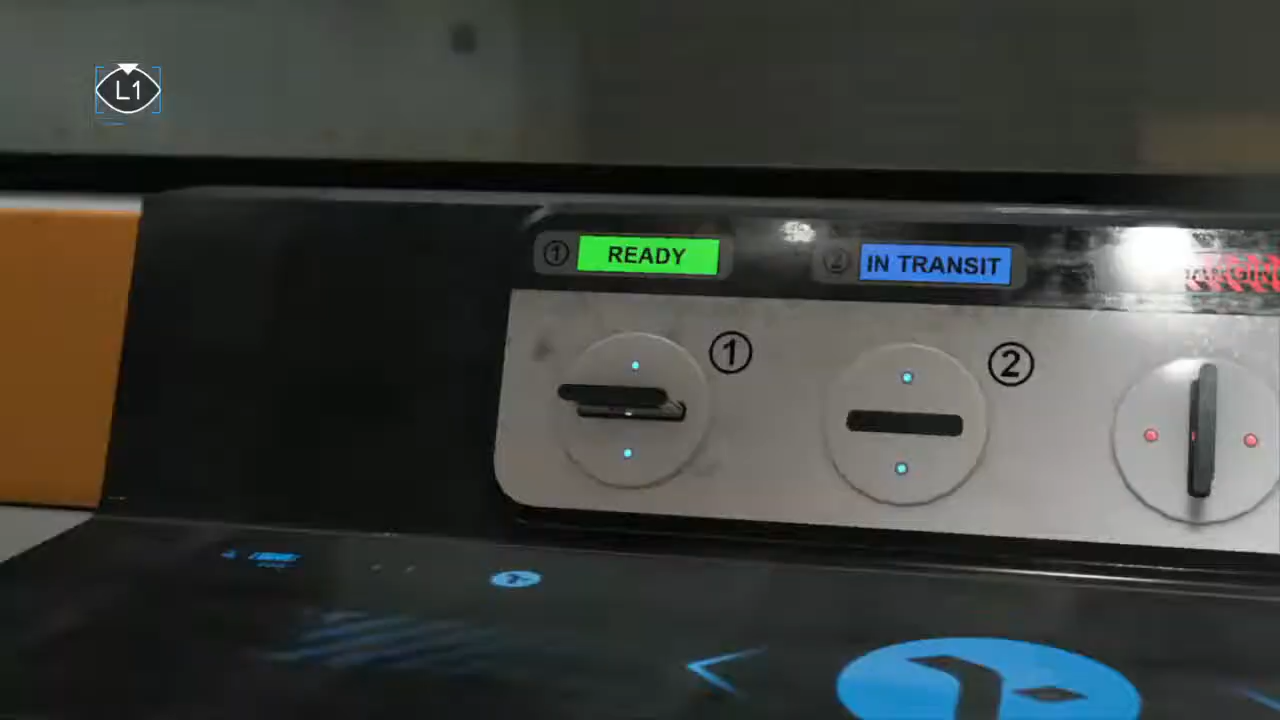 L1
① READY
② IN TRANSIT
①
②